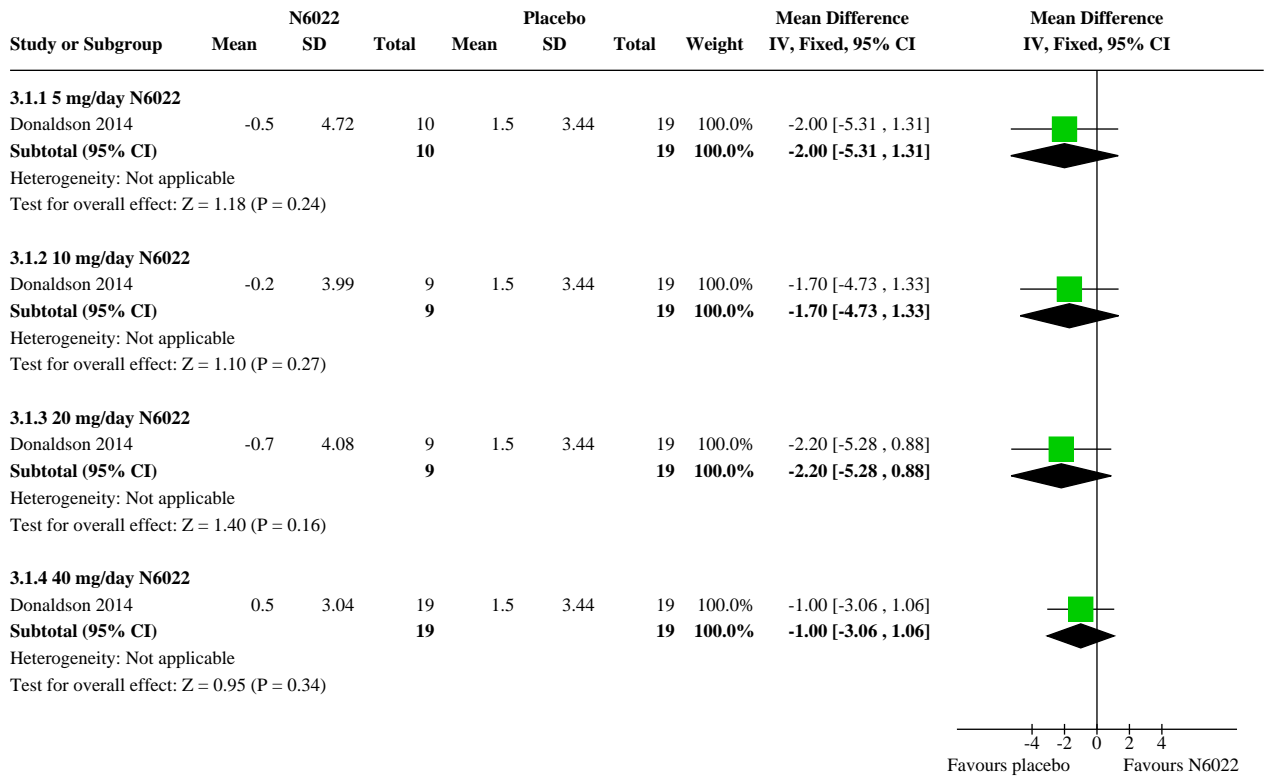 N6022 Placebo Mean Difference Mean Difference
Study or Subgroup Mean SD Total Mean SD Total Weight IV, Fixed, 95% CI IV, Fixed, 95% CI
3.1.1 5 mg/day N6022
Donaldson 2014 -0.5 4.72 10 1.5 3.44 19 100.0% -2.00 [-5.31 , 1.31]
Subtotal (95% CI) 10 19 100.0% -2.00 [-5.31 , 1.31]
Heterogeneity: Not applicable
Test for overall effect: Z = 1.18 (P = 0.24)
3.1.2 10 mg/day N6022
Donaldson 2014 -0.2 3.99 9 1.5 3.44 19 100.0% -1.70 [-4.73 , 1.33]
Subtotal (95% CI) 9 19 100.0% -1.70 [-4.73 , 1.33]
Heterogeneity: Not applicable
Test for overall effect: Z = 1.10 (P = 0.27)
3.1.3 20 mg/day N6022
Donaldson 2014 -0.7 4.08 9 1.5 3.44 19 100.0% -2.20 [-5.28 , 0.88]
Subtotal (95% CI) 9 19 100.0% -2.20 [-5.28 , 0.88]
Heterogeneity: Not applicable
Test for overall effect: Z = 1.40 (P = 0.16)
3.1.4 40 mg/day N6022
Donaldson 2014 0.5 3.04 19 1.5 3.44 19 100.0% -1.00 [-3.06 , 1.06]
Subtotal (95% CI) 19 19 100.0% -1.00 [-3.06 , 1.06]
Heterogeneity: Not applicable
Test for overall effect: Z = 0.95 (P = 0.34)
-4 -2 0 2 4
Favours placebo Favours N6022